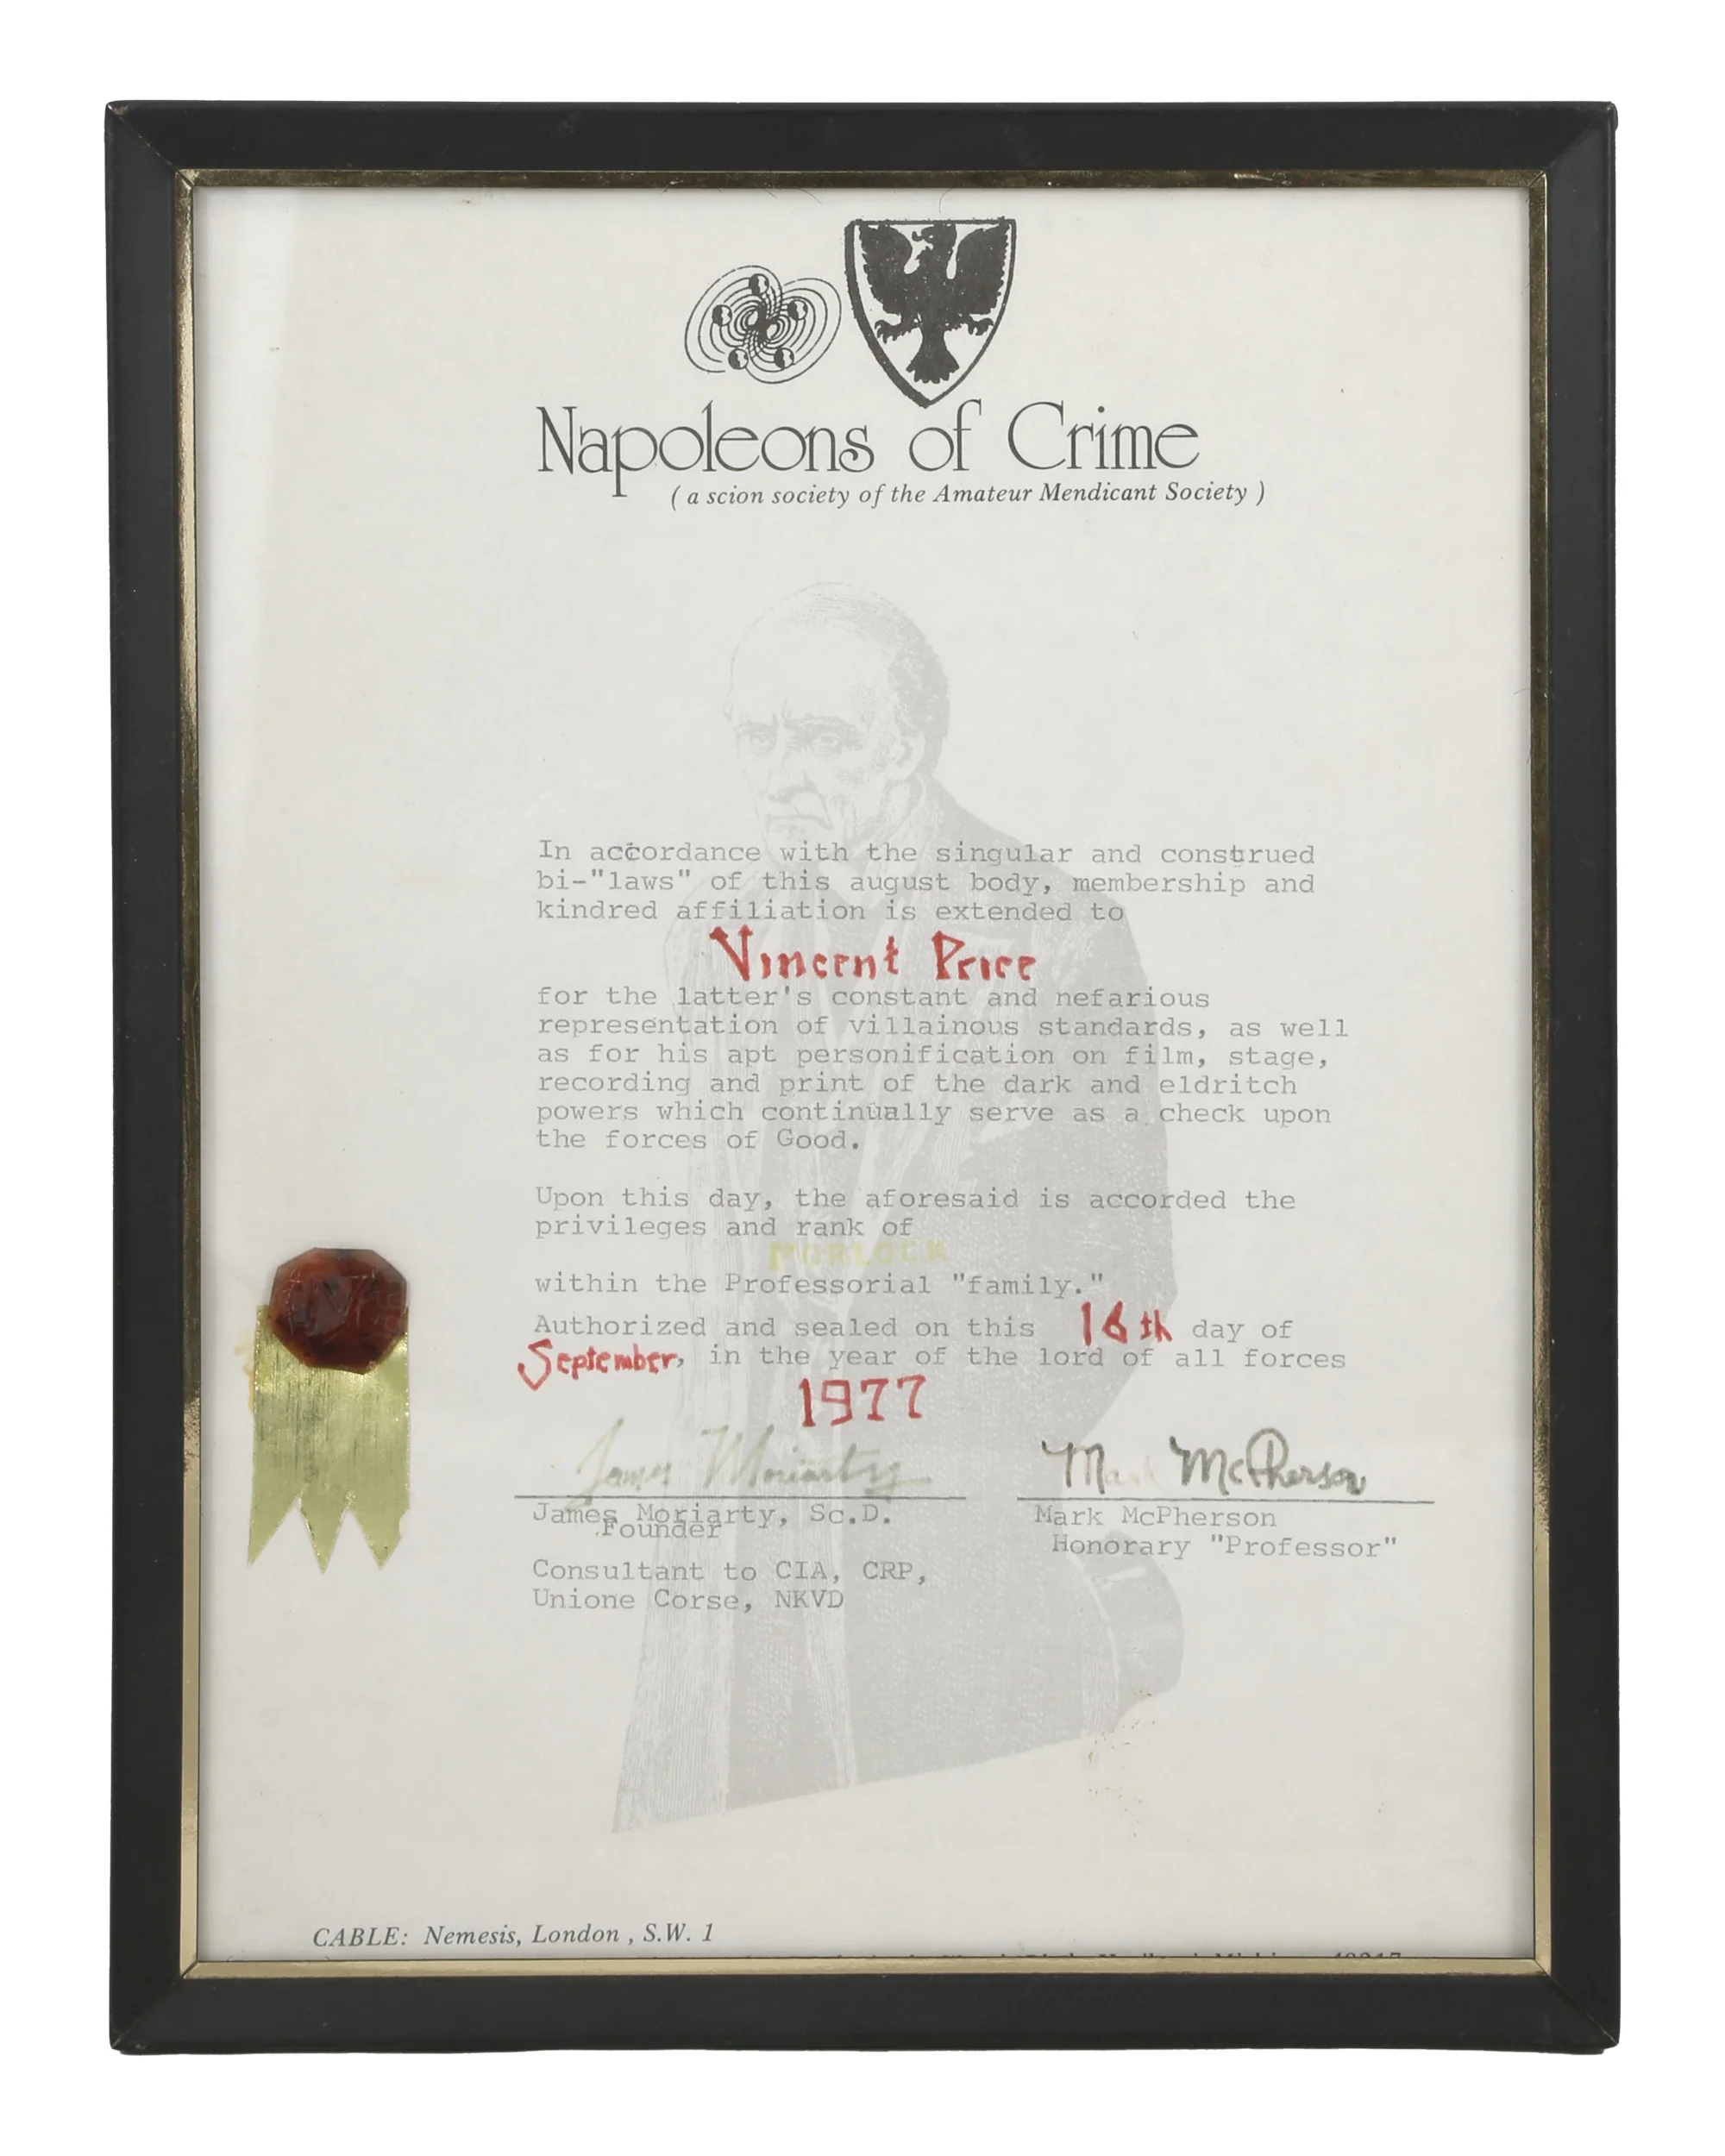 Napoleons of Crime
( a scion society of the Amateur Mendicant Society )
In accordance with the singular and construed
bi-"laws" of this august body, membership and
kindred affiliation is extended to
Vincent Price
for the latter's constant and nefarious
representation of villainous standards, as well
as for his apt personification on film, stage,
recording and print of the dark and eldritch
powers which continually serve as a check upon
the forces of Good.
Upon this day, the aforesaid is accorded the
privileges and rank of
MORLOCK
within the Professorial "family."
Authorized and sealed on this 16th day of
September, in the year of the lord of all forces
1977
James Moriarty Mark McPherson
James Moriarty, Sc.D. Mark McPherson
Founder Honorary "Professor"
Consultant to CIA, CRP,
Unione Corse, NKVD
CABLE: Nemesis, London , S.W. 1